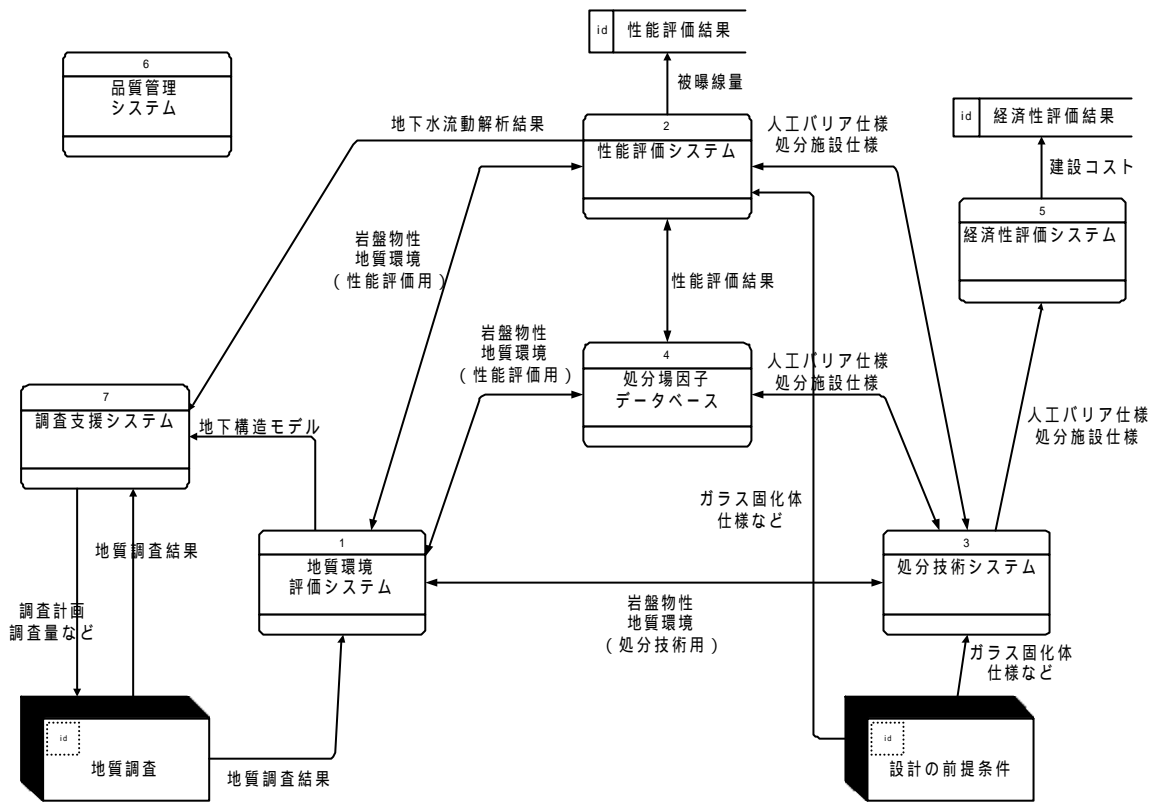 id 性能評価結果
6
品質管理
システム
被曝線量
id 経済性評価結果
地下水流動解析結果
2
性能評価システム
人工バリア仕様
処分施設仕様
建設コスト
5
経済性評価システム
岩盤物性
地質環境
（性能評価用）
性能評価結果
岩盤物性
地質環境
（性能評価用）
4
処分場因子
データベース
人工バリア仕様
処分施設仕様
7
調査支援システム
地下構造モデル
人工バリア仕様
処分施設仕様
ガラス固化体
仕様など
地質調査結果
1
地質環境
評価システム
3
処分技術システム
調査計画
調査量など
岩盤物性
地質環境
（処分技術用）
ガラス固化体
仕様など
id
地質調査
地質調査結果
id
設計の前提条件